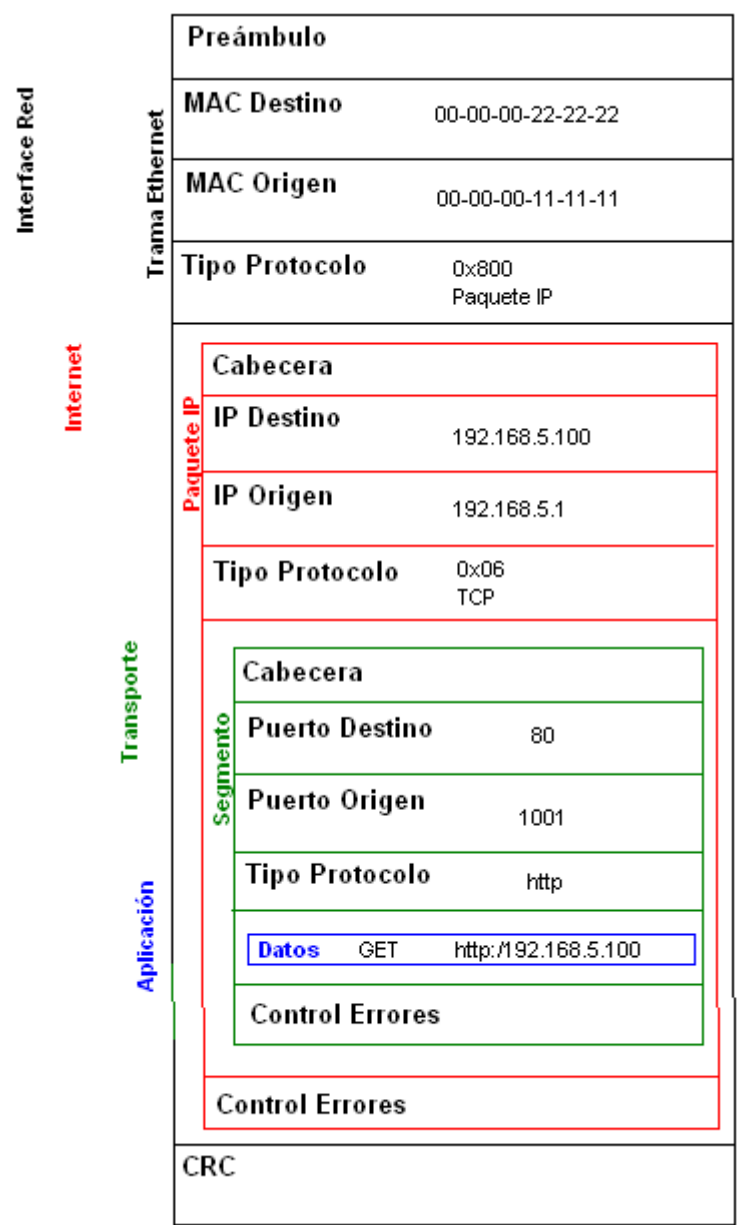 Preámbulo
Interface Red
Trama Ethernet
MAC Destino 00-00-00-22-22-22
MAC Origen 00-00-00-11-11-11
Tipo Protocolo 0x800
Paquete IP
Internet
Paquete IP
Cabecera
IP Destino 192.168.5.100
IP Origen 192.168.5.1
Tipo Protocolo 0x06
TCP
Transporte
Segmento
Cabecera
Puerto Destino 80
Puerto Origen 1001
Tipo Protocolo http
Aplicación
Datos GET http:/192.168.5.100
Control Errores
Control Errores
CRC